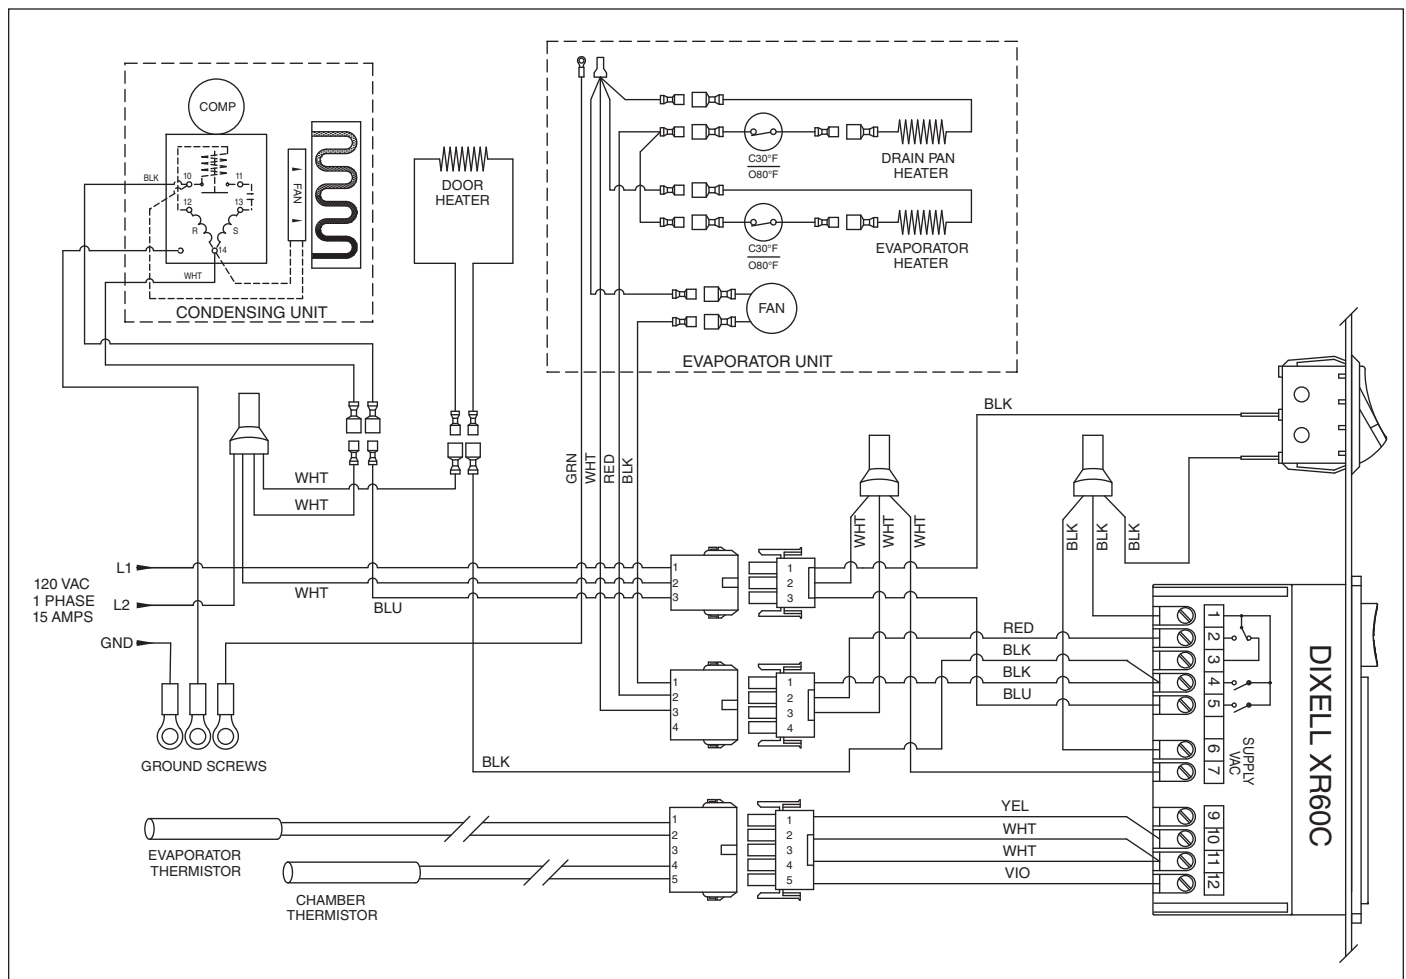 COMP
BLK
10
11
12
13
R
S
14
WHT
FAN
CONDENSING UNIT
DOOR
HEATER
C30°F
O80°F
DRAIN PAN
HEATER
C30°F
O80°F
EVAPORATOR
HEATER
FAN
EVAPORATOR UNIT
GRN
WHT
RED
BLK
WHT
WHT
BLK
WHT
WHT
WHT
BLK
BLK
BLK
120 VAC
1 PHASE
15 AMPS
L1
L2
GND
WHT
BLU
1
2
3
1
2
3
GROUND SCREWS
BLK
1
2
3
4
1
2
3
4
RED
BLK
BLK
BLU
1
2
3
4
5
6
7
SUPPLY
VAC
9
10
11
12
DIXELL XR60C
EVAPORATOR
THERMISTOR
CHAMBER
THERMISTOR
1
2
3
4
5
1
2
3
4
5
YEL
WHT
WHT
VIO